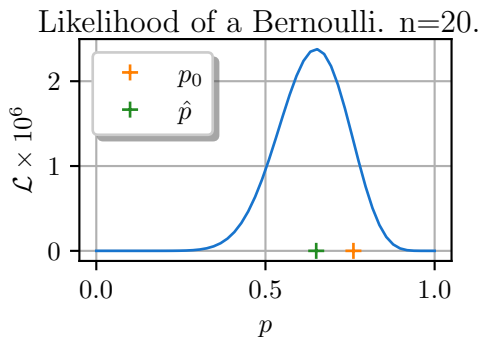 Likelihood of a Bernoulli. n=20.
p₀
p̂
ℒ × 10⁶
2
1
0
0.0 0.5 1.0
p